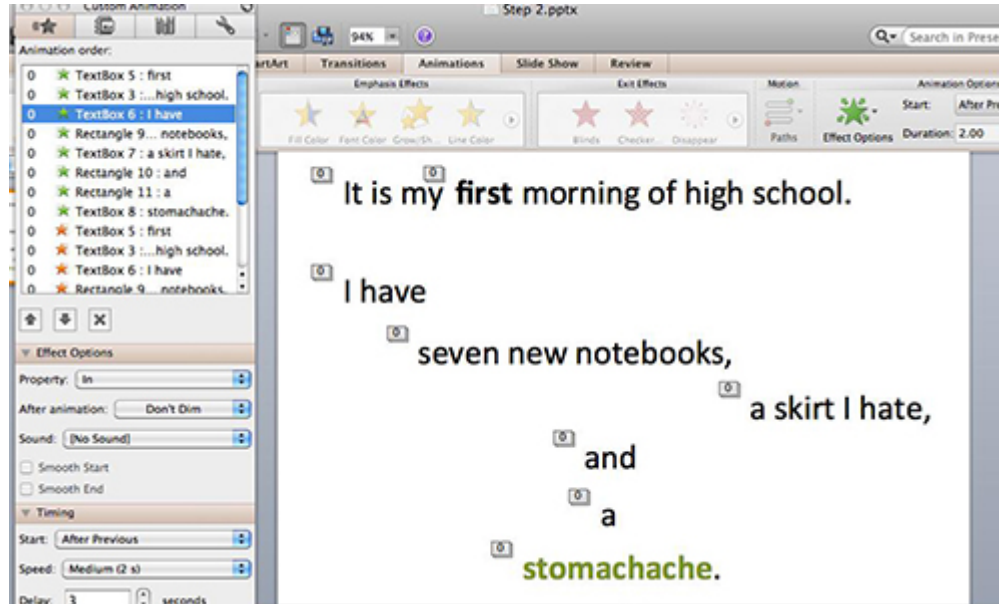 Custom Animation
Step 2.pptx
94%
Search in Prese
Animation order:
artArt Transitions Animations Slide Show Review
Emphasis Effects Exit Effects Motion Animation Options
Fill Color Font Color Grow/Sh... Line Color Blinds Checker... Disappear Paths Effect Options
Start: After Pre
Duration: 2.00
0 TextBox 5 : first
0 TextBox 3 :...high school.
0 TextBox 6 : I have
0 Rectangle 9... notebooks,
0 TextBox 7 : a skirt I hate,
0 Rectangle 10 : and
0 Rectangle 11 : a
0 TextBox 8 : stomachache.
0 TextBox 5 : first
0 TextBox 3 :...high school.
0 TextBox 6 : I have
0 Rectangle 9... notebooks,
Effect Options
Property: In
After animation: Don't Dim
Sound: [No Sound]
Smooth Start
Smooth End
Timing
Start: After Previous
Speed: Medium (2 s)
Delay: 3 seconds
0 0
It is my first morning of high school.
0
I have
0
seven new notebooks,
0
a skirt I hate,
0
and
0
a
0
stomachache.